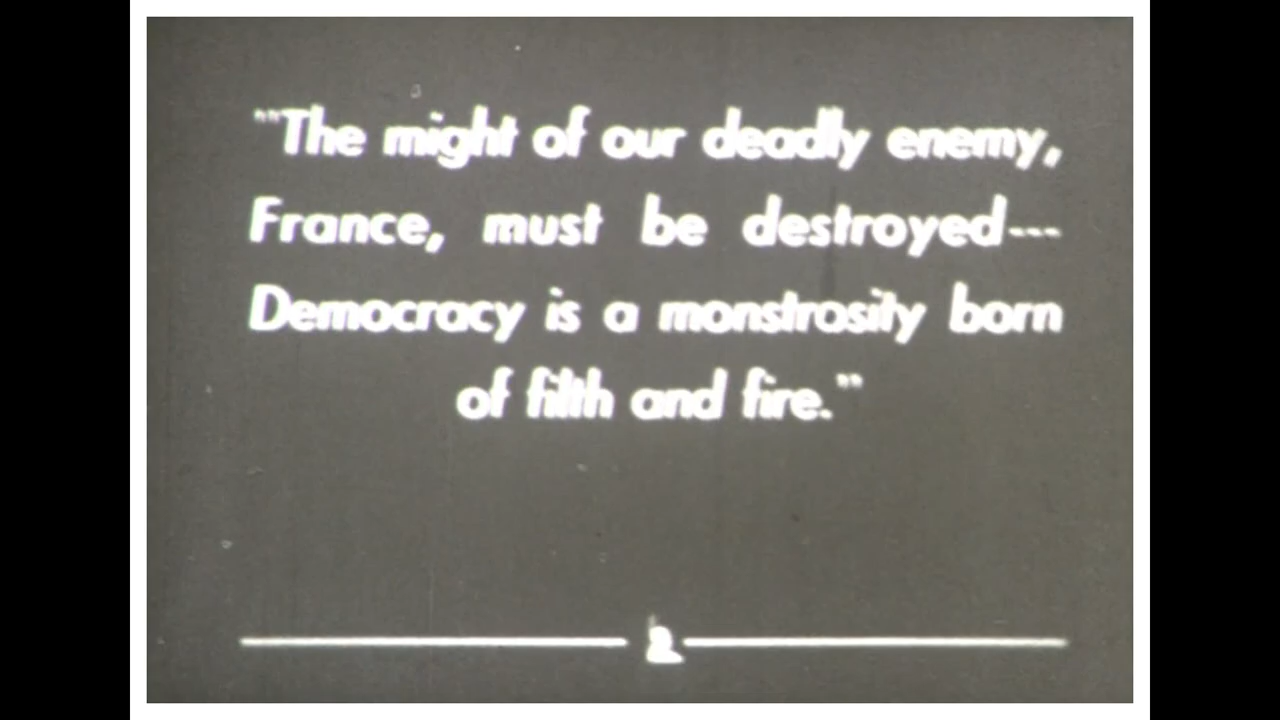 ""The might of our deadly enemy,
France, must be destroyed---
Democracy is a monstrosity born
of filth and fire.""